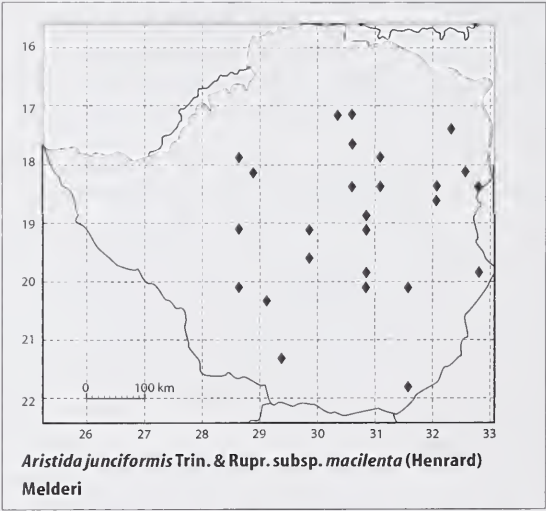 16
17
18
19
20
21
22
0 100 km
26 27 28 29 30 31 32 33
Aristida junciformis Trin. & Rupr. subsp. macilenta (Henrard)
Melderi